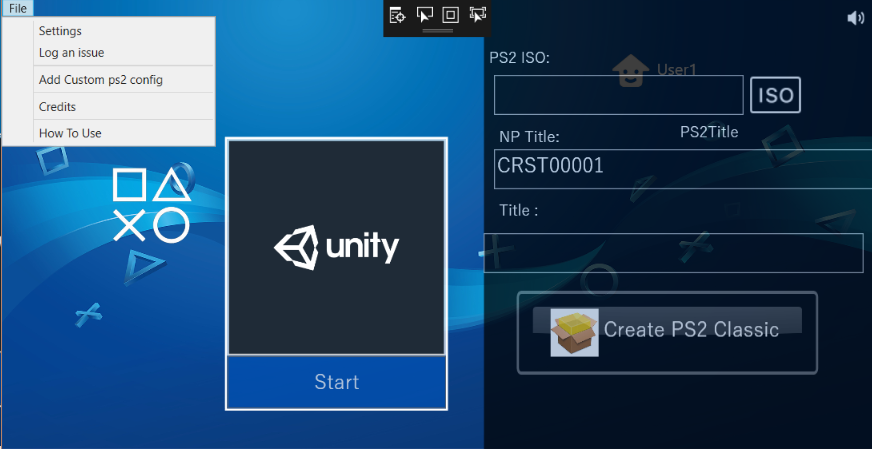 File
Settings
Log an issue
Add Custom ps2 config
Credits
How To Use
unity
Start
PS2 ISO:
User1
ISO
NP Title:
PS2Title
CRST00001
Title :
Create PS2 Classic